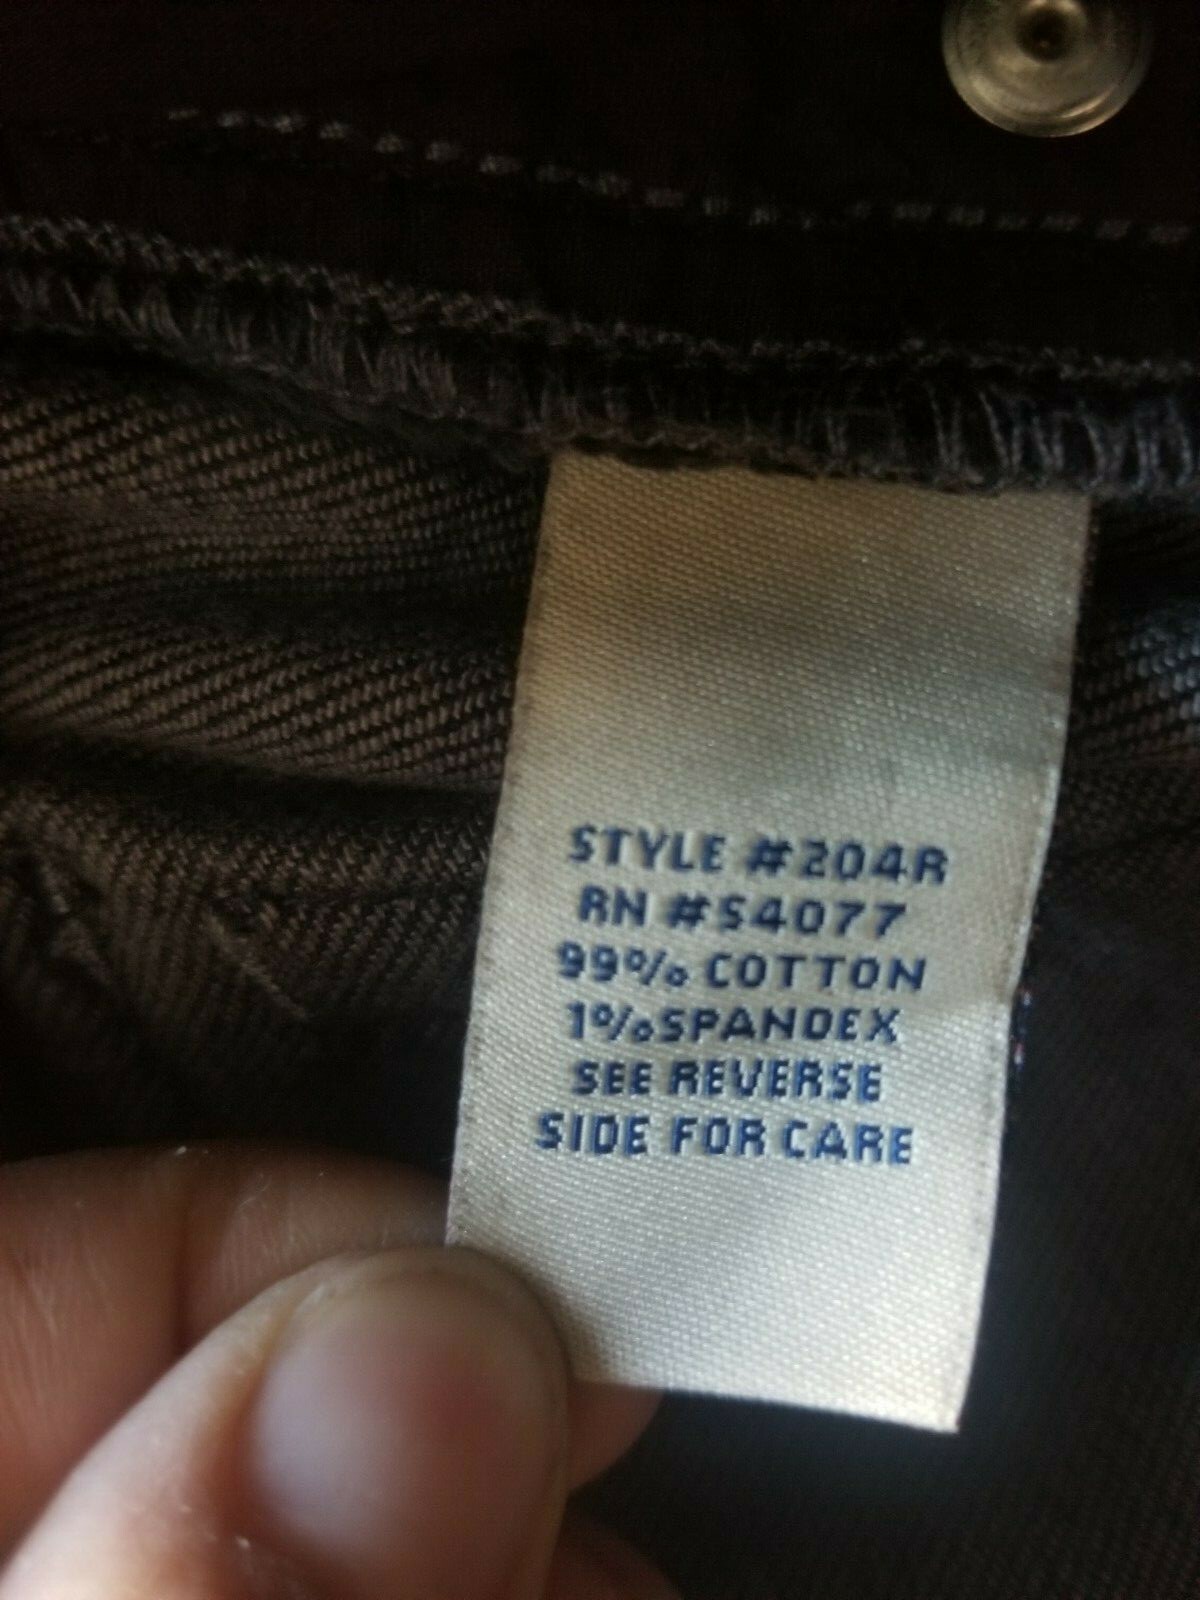 STYLE #204R
RN #54077
99% COTTON
1%SPANDEX
SEE REVERSE
SIDE FOR CARE